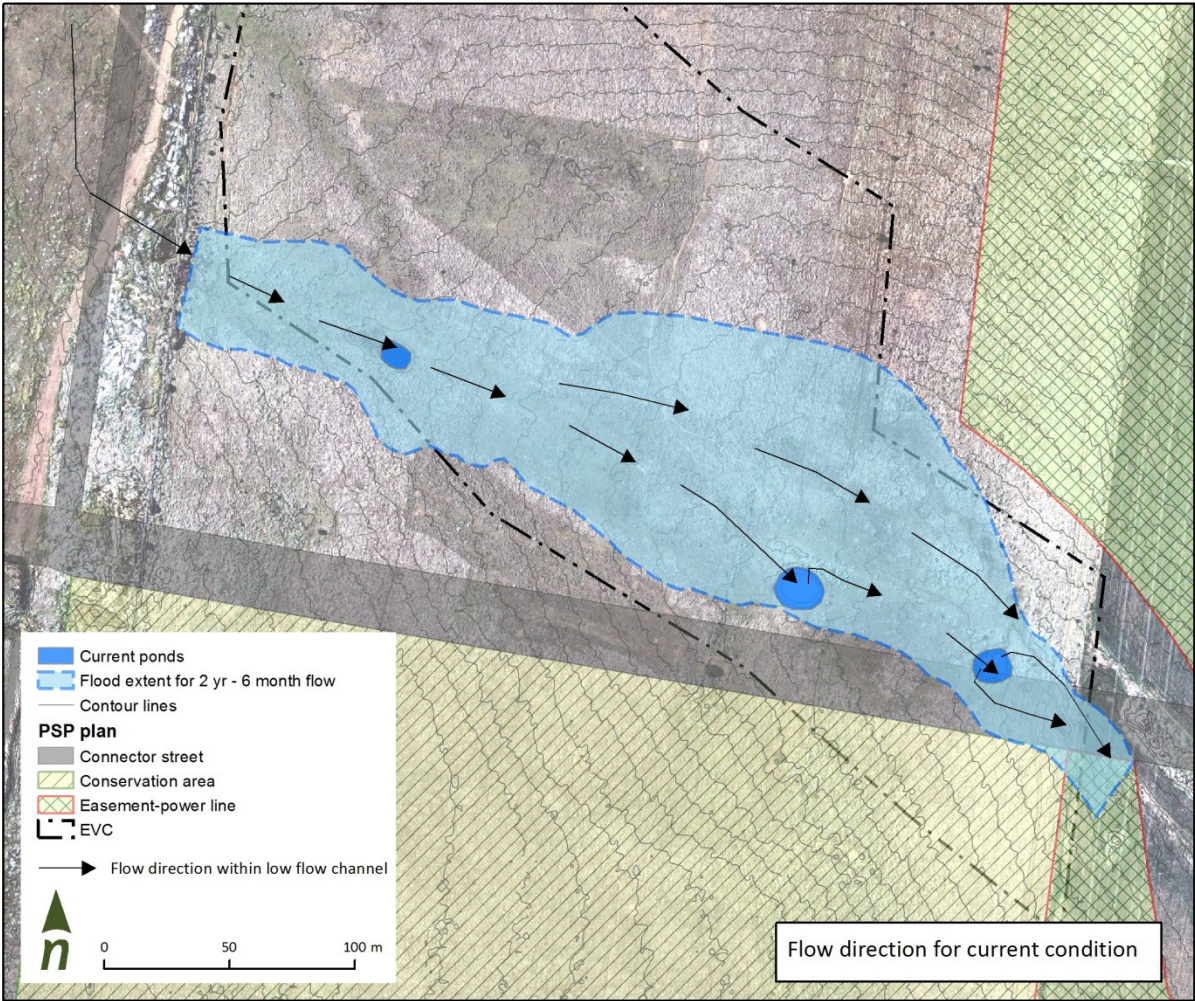 Current ponds
Flood extent for 2 yr - 6 month flow
Contour lines
PSP plan
Connector street
Conservation area
Easement-power line
EVC
Flow direction within low flow channel
n
0 50 100 m
Flow direction for current condition